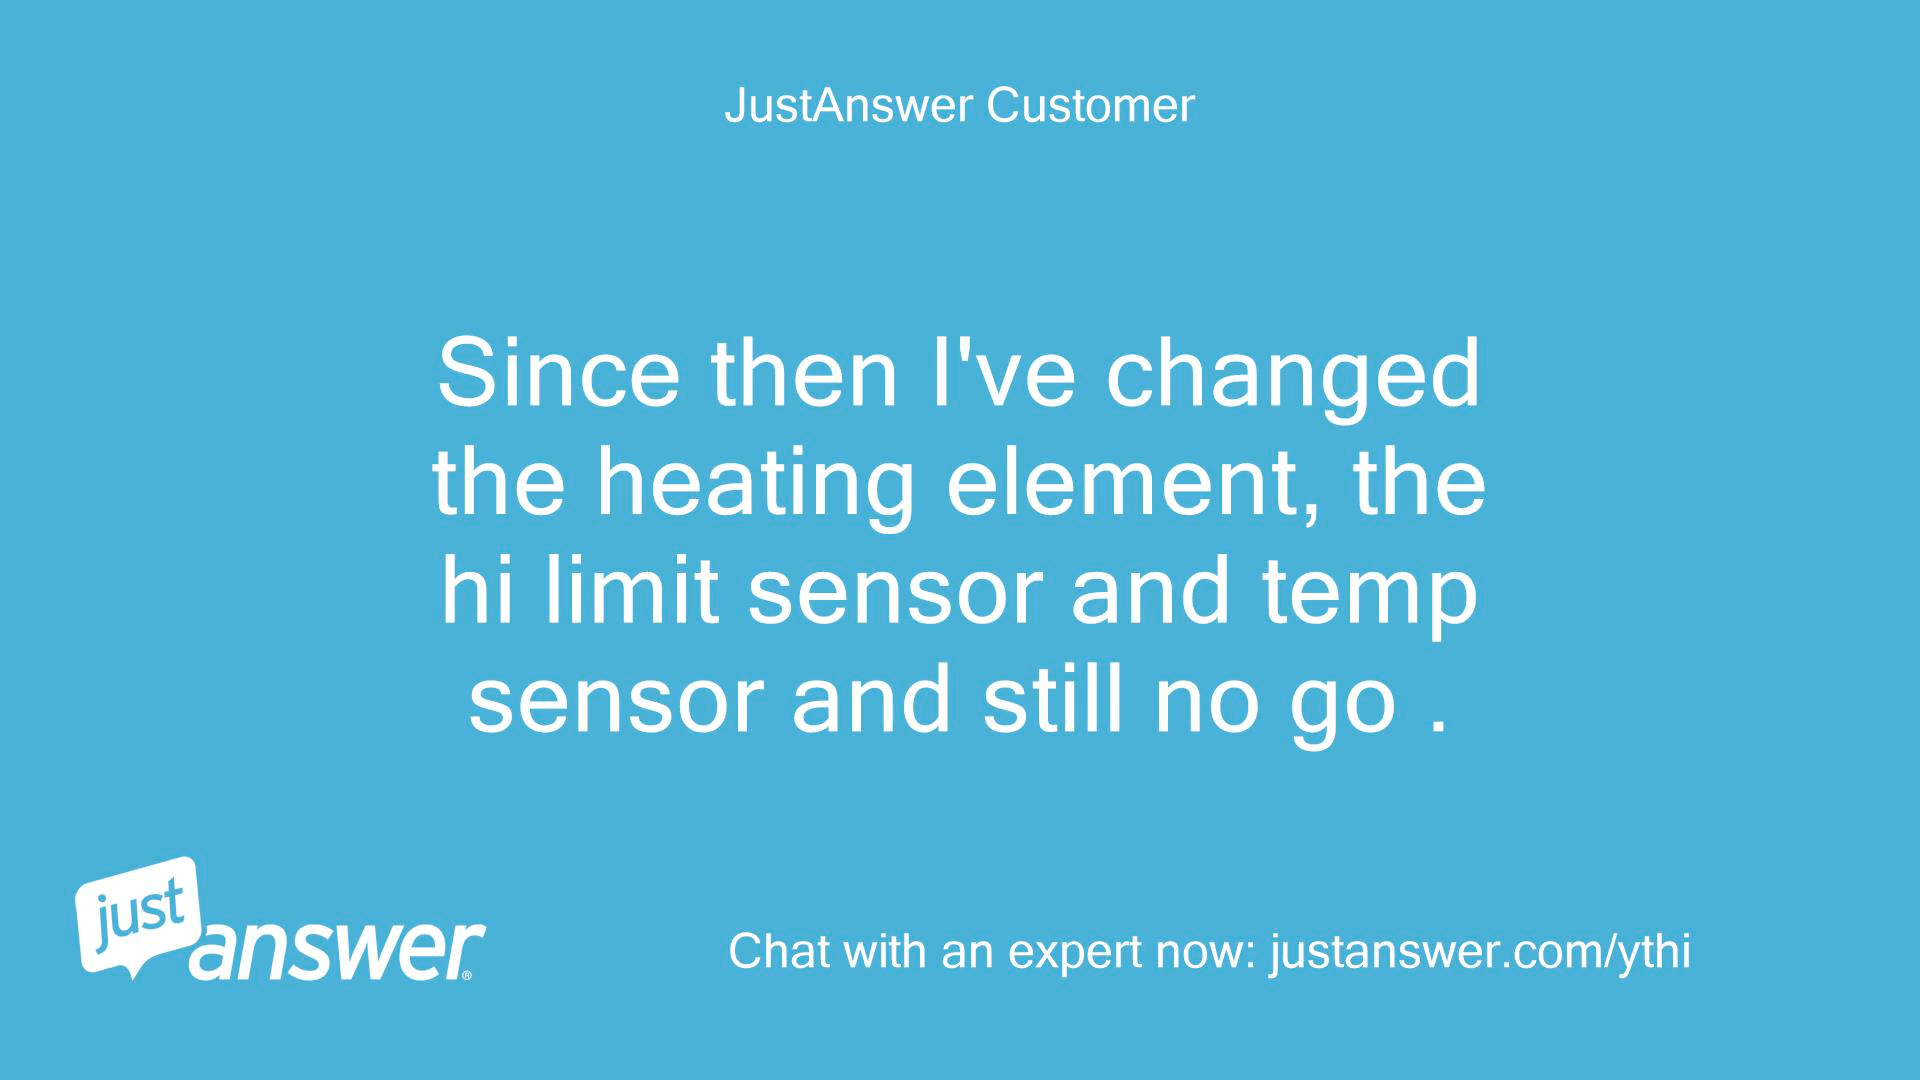 JustAnswer Customer
Since then I've changed
the heating element, the
hi limit sensor and temp
sensor and still no go .
just
answer®
Chat with an expert now: justanswer.com/ythi